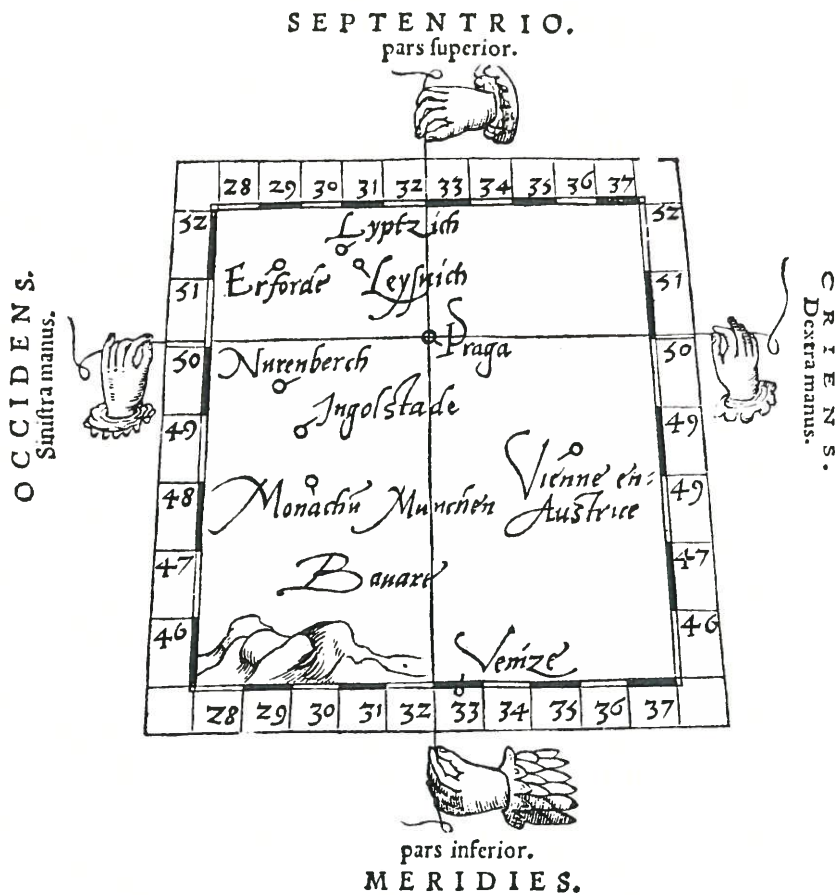 SEPTENTRIO.
pars ſuperior.
28 29 30 31 32 33 34 35 36 37
52 52
Lyptzich
51 Erforde Leyſnich 51
OCCIDENS.
Siniſtra manus.
ORIENS.
Dextra manus.
Praga
50 Nurenberch 50
Ingolſtade
49 49
Vienne en=
48 Monachū Munchen Auſtrice 49
47 Bauare 47
46 46
Venize
28 29 30 31 32 33 34 35 36 37
pars inferior.
MERIDIES.